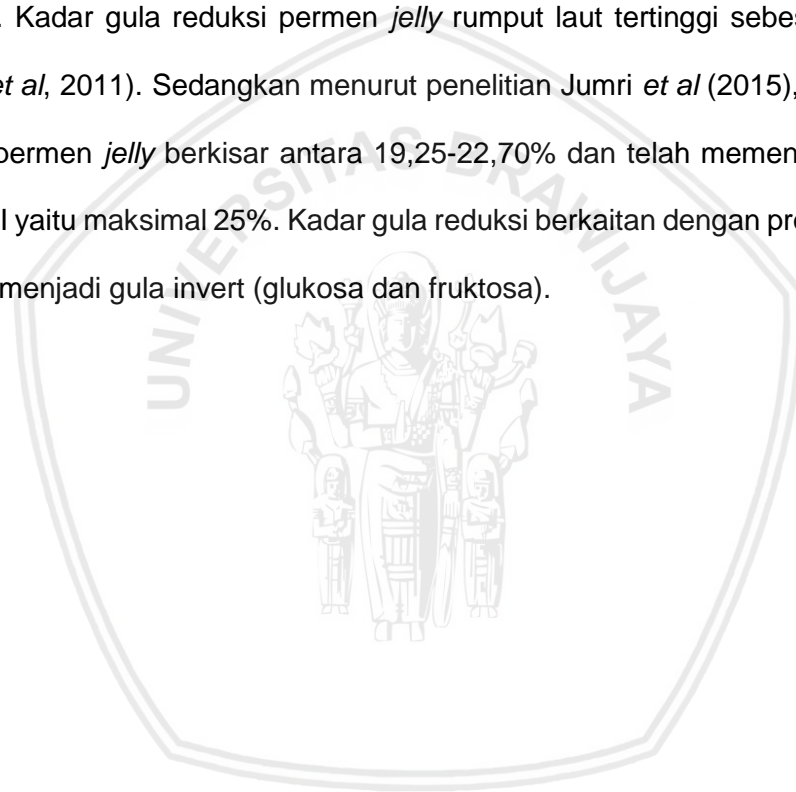 . Kadar gula reduksi permen jelly rumput laut tertinggi sebes
et al, 2011). Sedangkan menurut penelitian Jumri et al (2015),
permen jelly berkisar antara 19,25-22,70% dan telah memen
I yaitu maksimal 25%. Kadar gula reduksi berkaitan dengan pr
menjadi gula invert (glukosa dan fruktosa).
UNIVERSITAS BRAWIJAYA